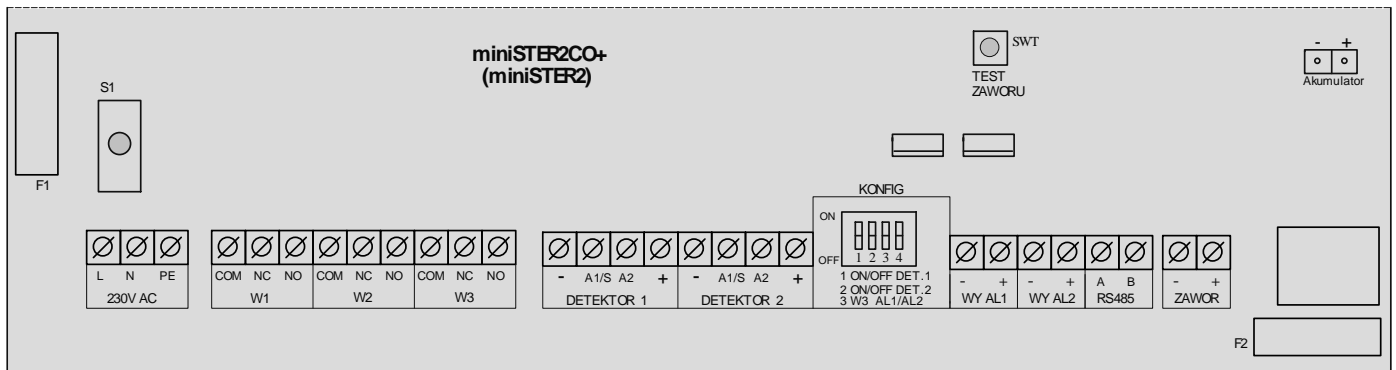 miniSTER2CO+
(miniSTER2)
SWT
TEST
ZAWORU
- +
Akumulator
S1
F1
KONFIG
ON
OFF
1 2 3 4
1 ON/OFF DET.1
2 ON/OFF DET.2
3 W3 AL1/AL2
L N PE
230V AC
COM NC NO COM NC NO COM NC NO
W1 W2 W3
- A1/S A2 + - A1/S A2 +
DETEKTOR 1 DETEKTOR 2
- + - + A B
WY AL1 WY AL2 RS485
- +
ZAWOR
F2